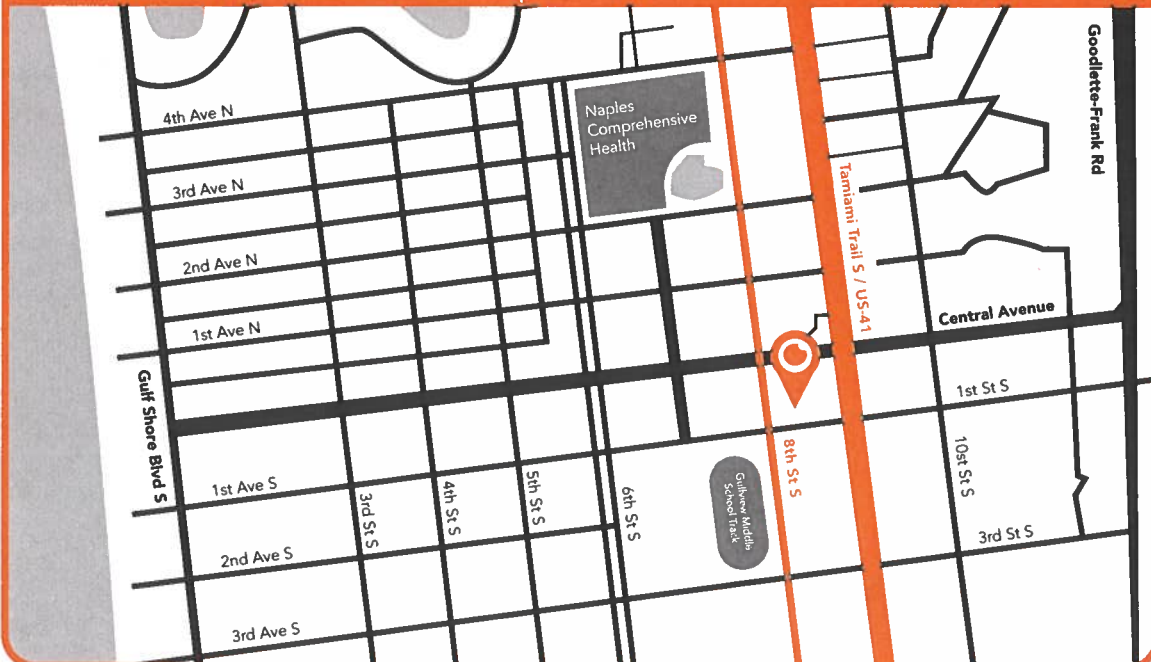 Goodlette-Frank Rd
4th Ave N
Naples
Comprehensive
Health
3rd Ave N
Tamiami Trail S / US-41
2nd Ave N
1st Ave N
Central Avenue
Gulf Shore Blvd S
1st St S
1st Ave S
3rd St S
4th St S
5th St S
6th St S
8th St S
10st St S
Gullview Middle
School Track
2nd Ave S
3rd St S
3rd Ave S